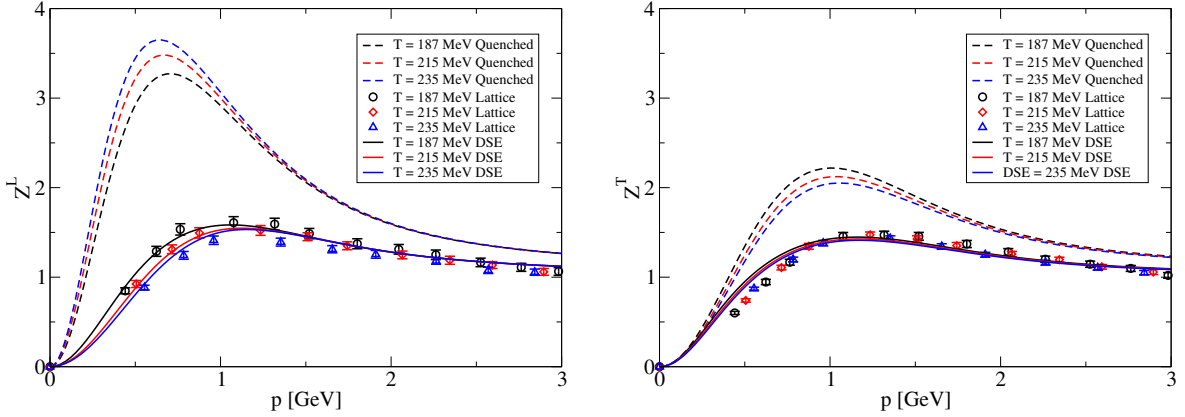 4
3
2
1
0
Z^L
T = 187 MeV Quenched
T = 215 MeV Quenched
T = 235 MeV Quenched
T = 187 MeV Lattice
T = 215 MeV Lattice
T = 235 MeV Lattice
T = 187 MeV DSE
T = 215 MeV DSE
T = 235 MeV DSE
0 1 2 3
p [GeV]
4
3
2
1
0
Z^T
T = 187 MeV Quenched
T = 215 MeV Quenched
T = 235 MeV Quenched
T = 187 MeV Lattice
T = 215 MeV Lattice
T = 235 MeV Lattice
T = 187 MeV DSE
T = 215 MeV DSE
DSE = 235 MeV DSE
0 1 2 3
p [GeV]